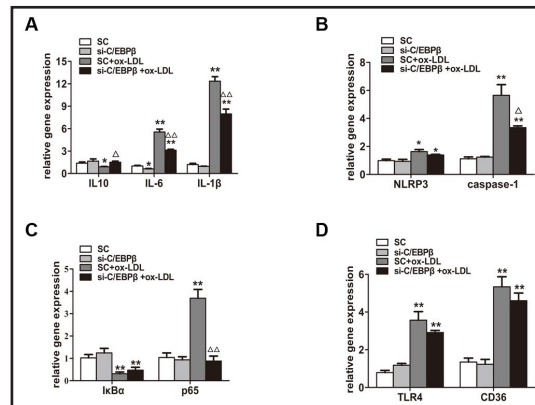 A
SC
si-C/EBPβ
SC+ox-LDL
si-C/EBPβ +ox-LDL
relative gene expression
15
12
9
6
3
0
* △
* ** △△ **
** △△ **
IL10 IL-6 IL-1β
B
SC
si-C/EBPβ
SC+ox-LDL
si-C/EBPβ +ox-LDL
relative gene expression
8
6
4
2
0
* *
** △ **
NLRP3 caspase-1
C
SC
si-C/EBPβ
SC+ox-LDL
si-C/EBPβ +ox-LDL
relative gene expression
5
4
3
2
1
0
** **
** △△
IκBα p65
D
SC
si-C/EBPβ
SC+ox-LDL
si-C/EBPβ +ox-LDL
relative gene expression
6
4
2
0
** **
** **
TLR4 CD36